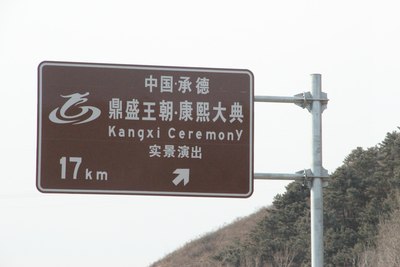 中国·承德
鼎盛王朝·康熙大典
Kangxi Ceremony
实景演出
17km